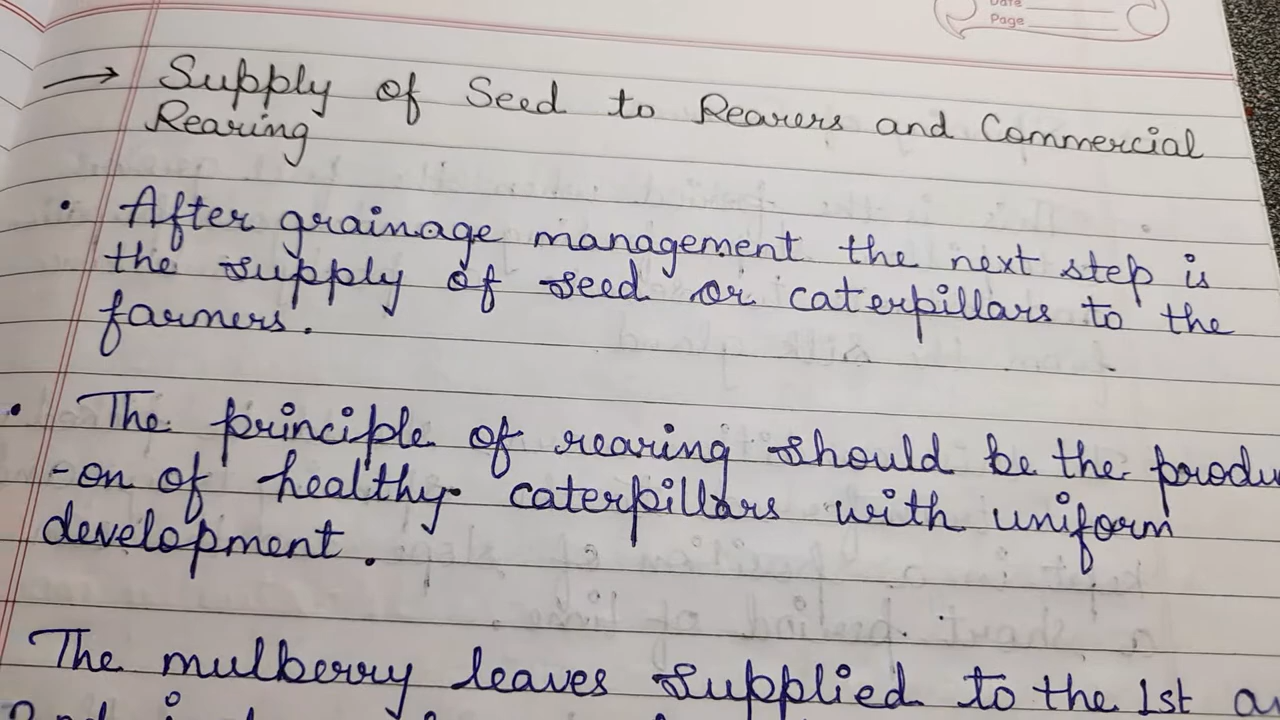 Date
Page
→ Supply of Seed to Rearers and Commercial
Rearing
• After grainage management the next step is
the supply of seed or caterpillars to the
farmers.
• The principle of rearing should be the produ
-on of healthy caterpillars with uniform
development.
The mulberry leaves supplied to the 1st